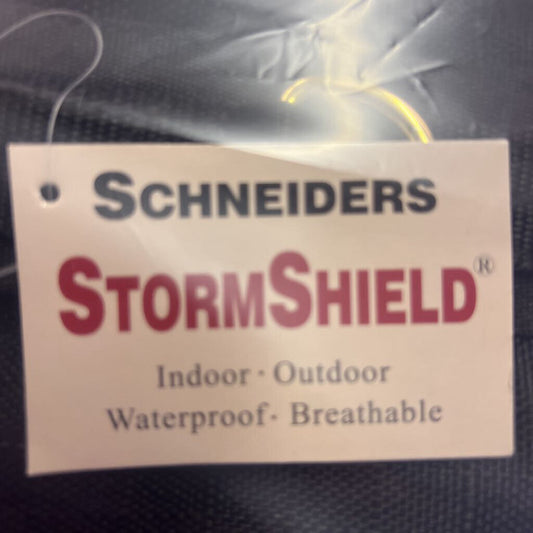 SCHNEIDERS
STORMSHIELD®
Indoor · Outdoor
Waterproof · Breathable